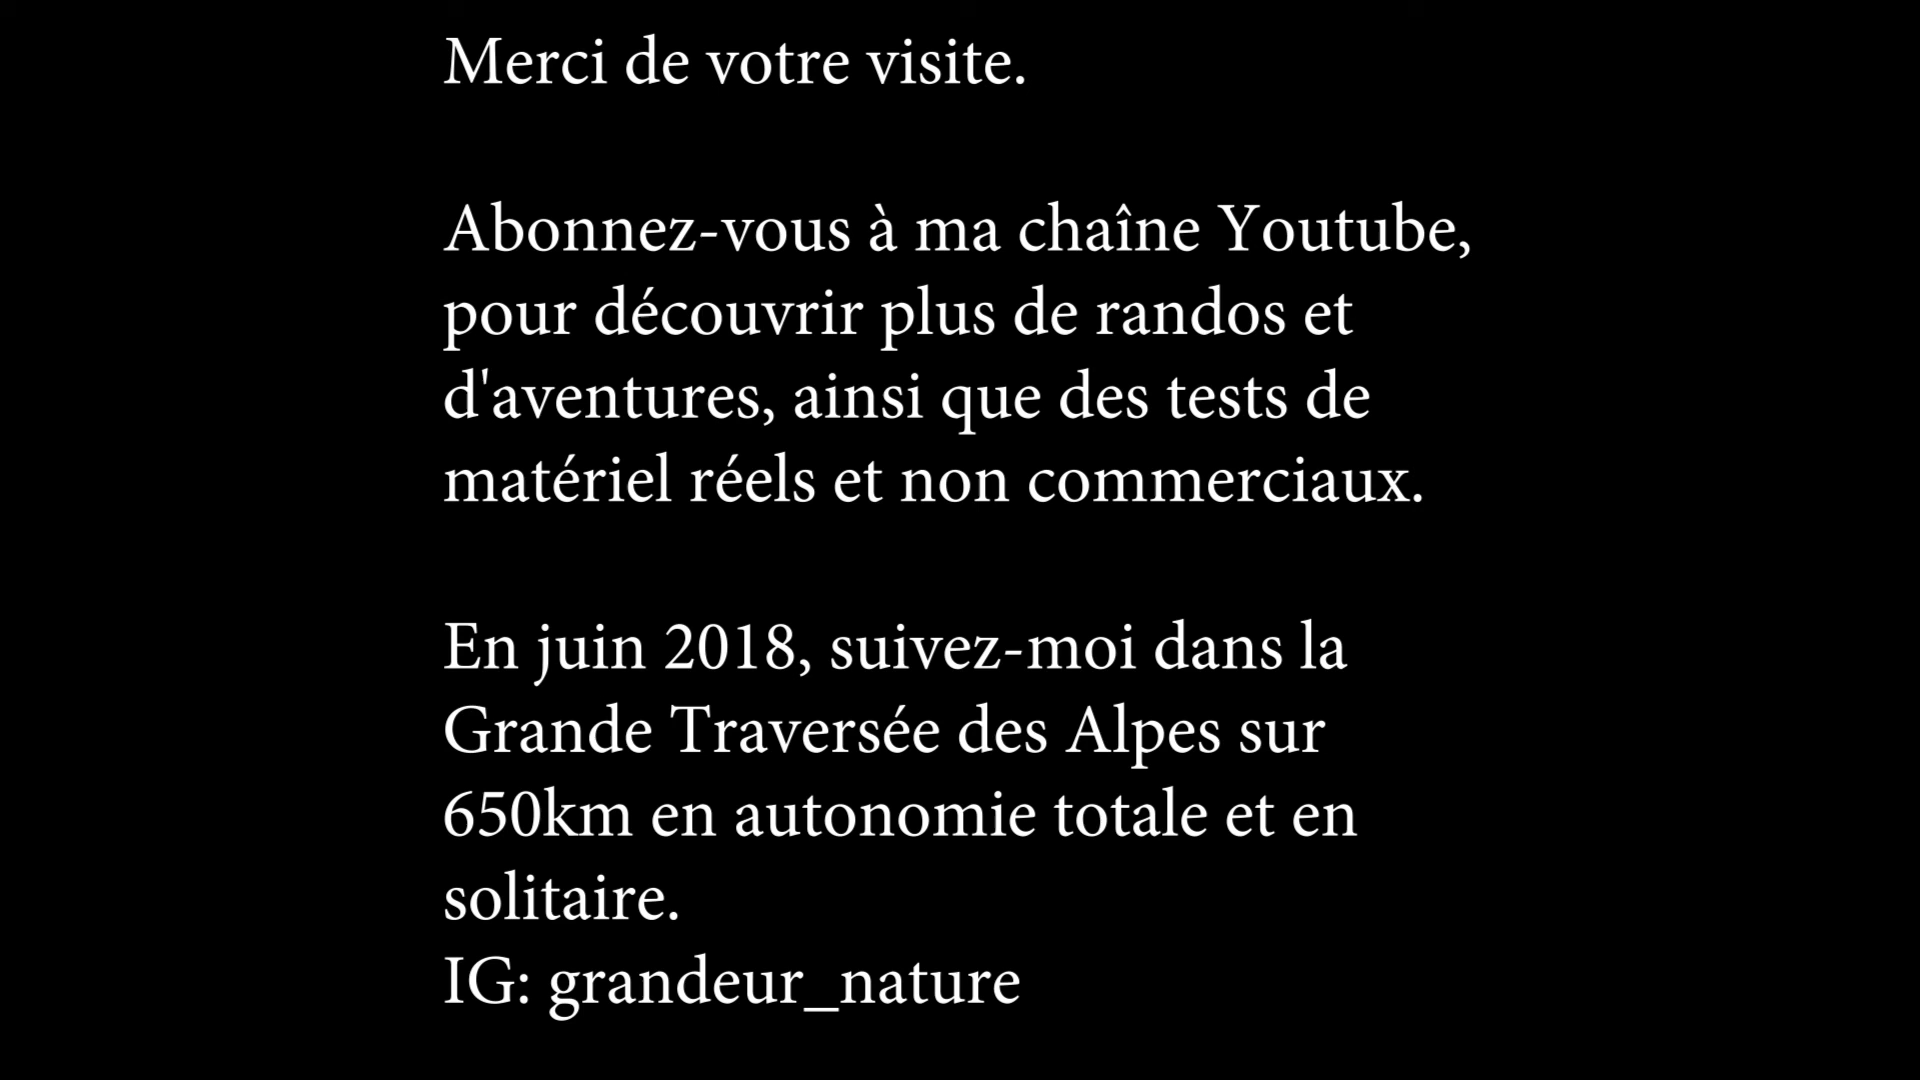 Merci de votre visite.
Abonnez-vous à ma chaîne Youtube,
pour découvrir plus de randos et
d'aventures, ainsi que des tests de
matériel réels et non commerciaux.
En juin 2018, suivez-moi dans la
Grande Traversée des Alpes sur
650km en autonomie totale et en
solitaire.
IG: grandeur_nature